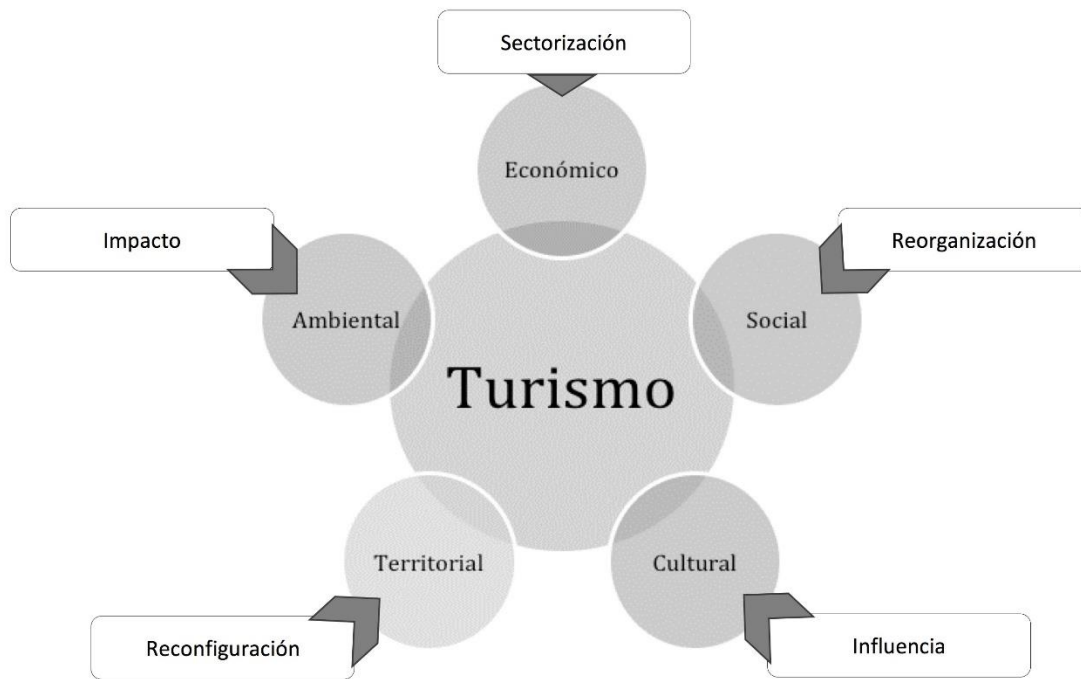 Sectorización
Económico
Impacto
Reorganización
Ambiental
Social
Turismo
Territorial
Cultural
Reconfiguración
Influencia